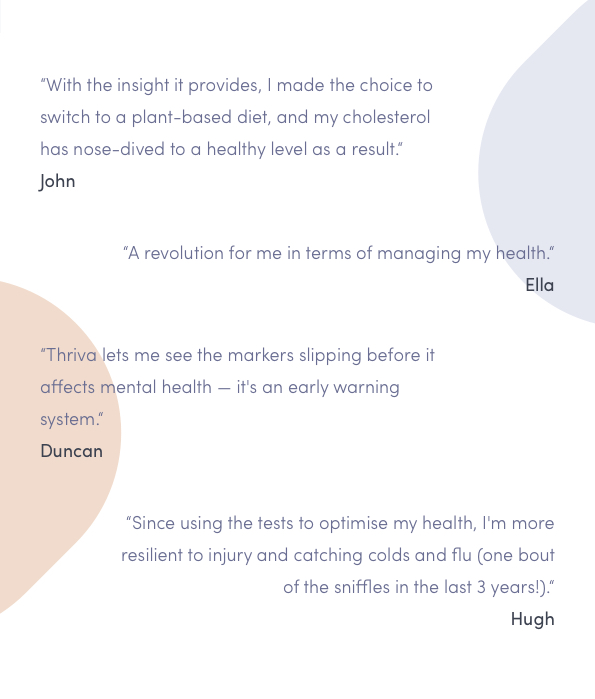 “With the insight it provides, I made the choice to
switch to a plant-based diet, and my cholesterol
has nose-dived to a healthy level as a result.”
John
“A revolution for me in terms of managing my health.”
Ella
“Thriva lets me see the markers slipping before it
affects mental health — it's an early warning
system.”
Duncan
“Since using the tests to optimise my health, I'm more
resilient to injury and catching colds and flu (one bout
of the sniffles in the last 3 years!).”
Hugh